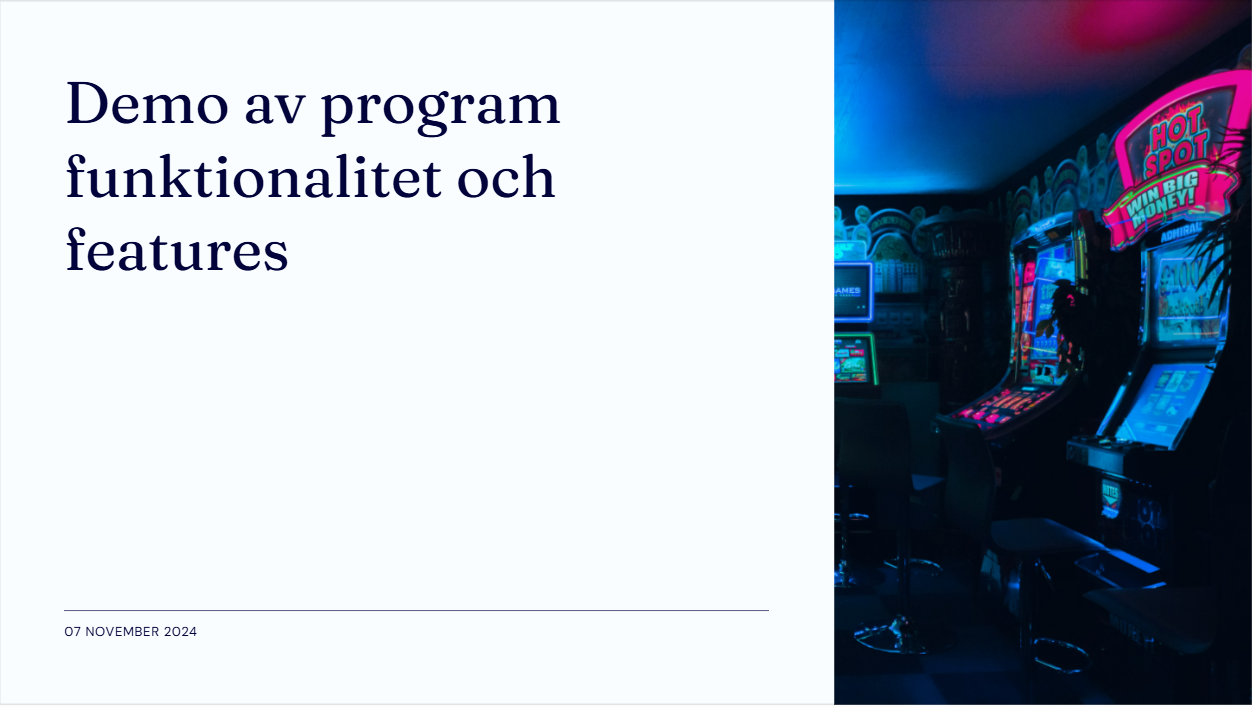 Demo av program
funktionalitet och
features
07 NOVEMBER 2024
HOT
SPOT
WIN BIG
MONEY!
ADMIRAL